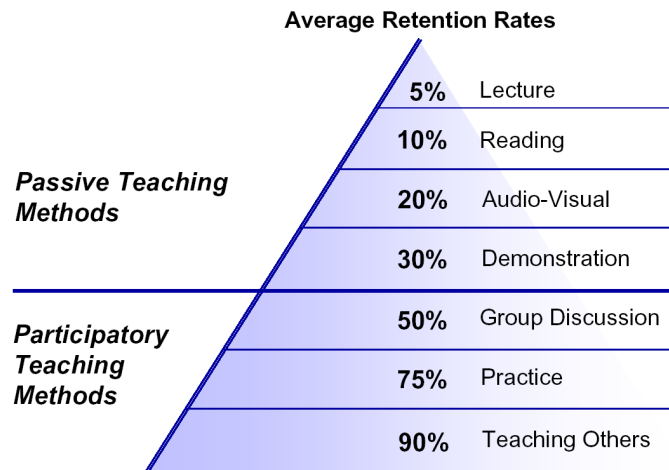 Average Retention Rates
5% Lecture
10% Reading
Passive Teaching
Methods
20% Audio-Visual
30% Demonstration
50% Group Discussion
Participatory
Teaching
Methods
75% Practice
90% Teaching Others